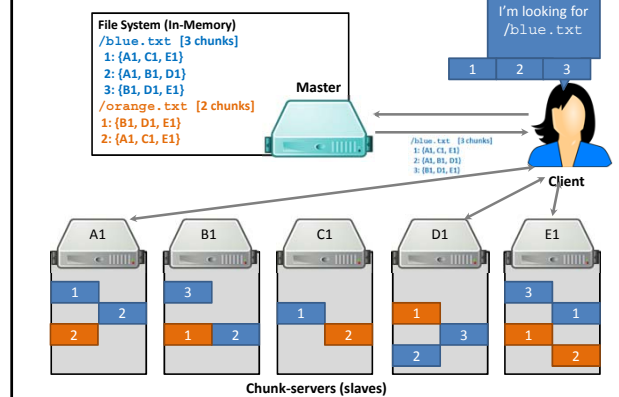 File System (In-Memory)
/blue.txt [3 chunks]
1: {A1, C1, E1}
2: {A1, B1, D1}
3: {B1, D1, E1}
/orange.txt [2 chunks]
1: {B1, D1, E1}
2: {A1, C1, E1}
Master
I'm looking for
/blue.txt
1 2 3
/blue.txt [3 chunks]
1: {A1, C1, E1}
2: {A1, B1, D1}
3: {B1, D1, E1}
Client
A1 B1 C1 D1 E1
1
2
2
3
1 2
1
2
1
3
2
3
1
1
2
Chunk-servers (slaves)